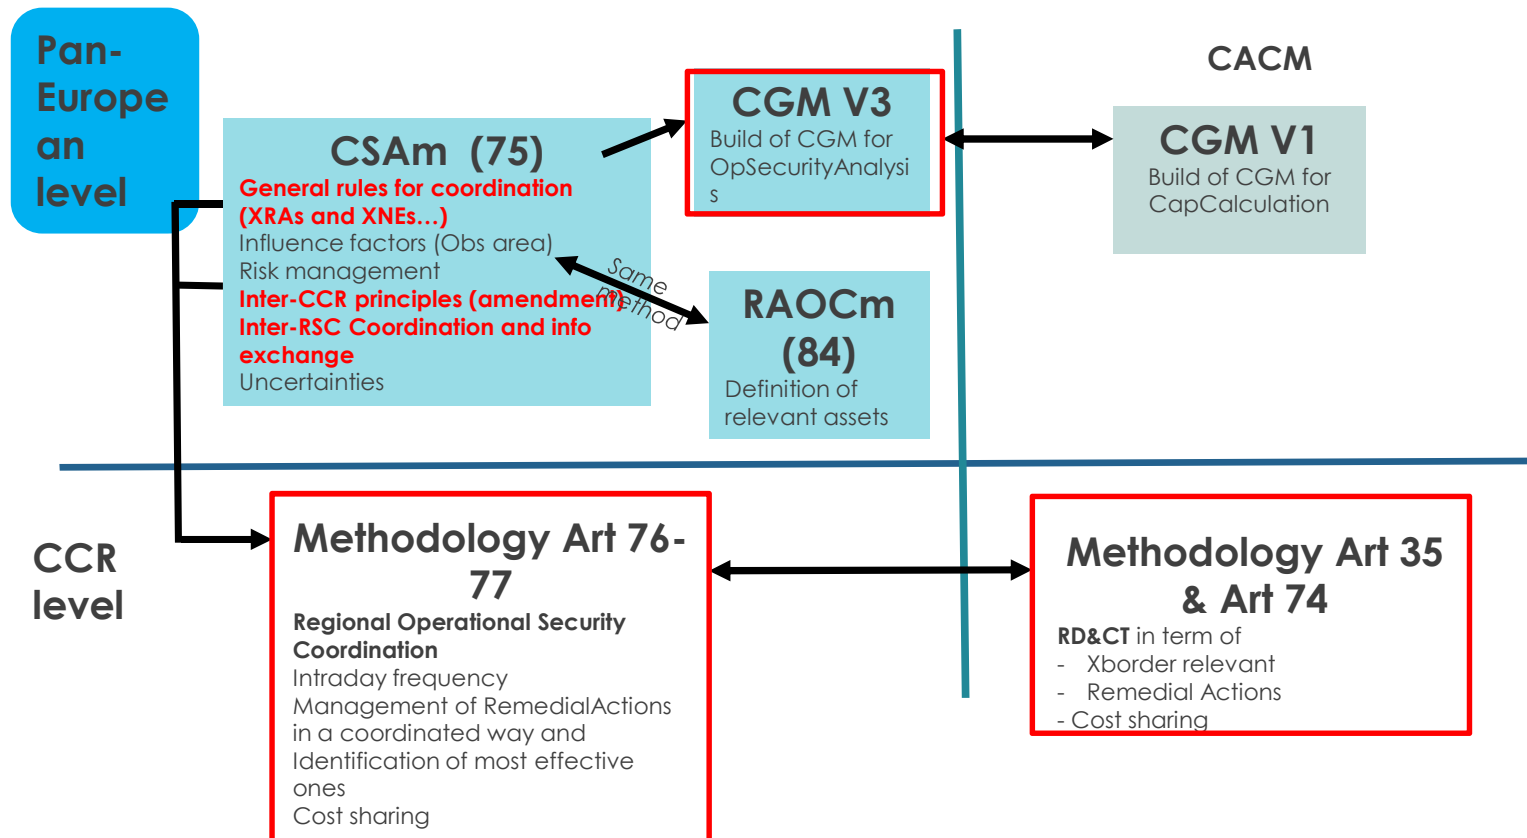 Pan-
Europe
an
level
CSAm (75)
General rules for coordination
(XRAs and XNEs…)
Influence factors (Obs area)
Risk management
Inter-CCR principles (amendment)
Inter-RSC Coordination and info
exchange
Uncertainties
Same
method
CGM V3
Build of CGM for
OpSecurityAnalysi
s
RAOCm
(84)
Definition of
relevant assets
CACM
CGM V1
Build of CGM for
CapCalculation
CCR
level
Methodology Art 76-
77
Regional Operational Security
Coordination
Intraday frequency
Management of RemedialActions
in a coordinated way and
Identification of most effective
ones
Cost sharing
Methodology Art 35
& Art 74
RD&CT in term of
- Xborder relevant
- Remedial Actions
- Cost sharing